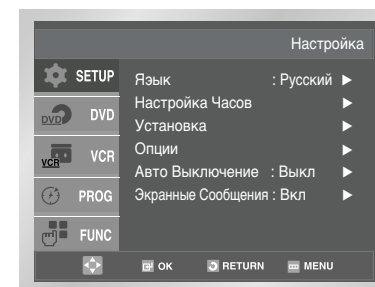 Настройка
SETUP
DVD DVD
VCR VCR
PROG
FUNC
Яэык : Русский ►
Настройка Часов ►
Установка ►
Опции ►
Авто Выключение : Выкл ►
Экранные Сообщения : Вкл ►
OK RETURN MENU